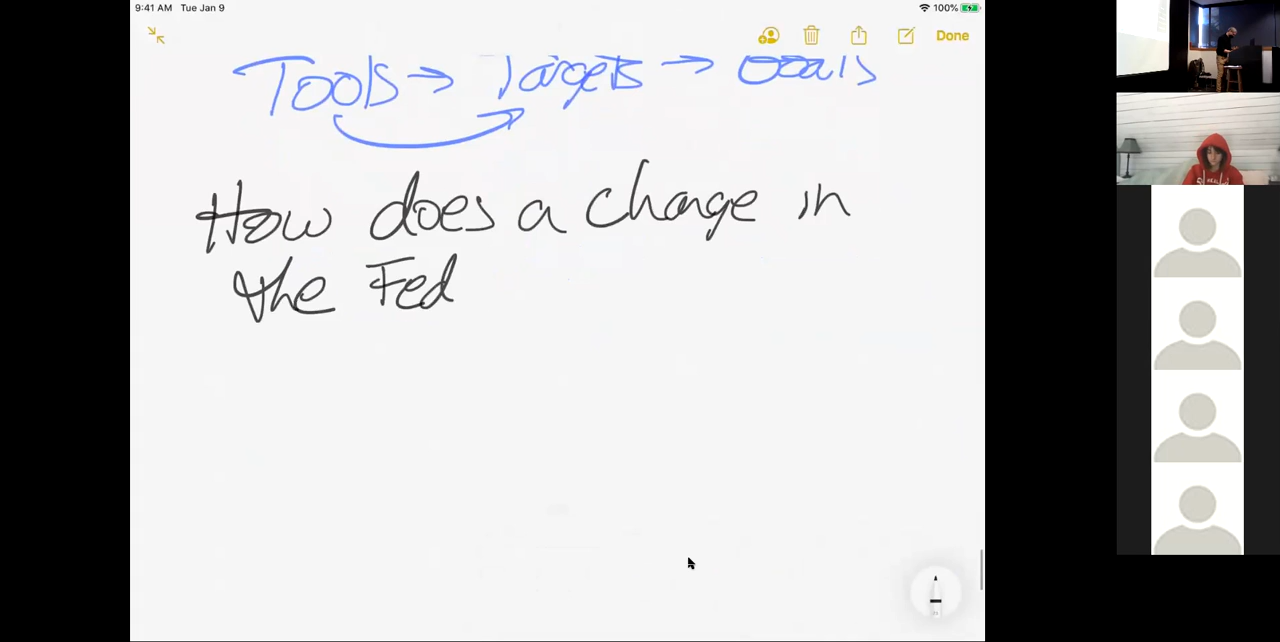 9:41 AM Tue Jan 9 100%
Done
Tools → Targets → Goals
How does a change in
the Fed